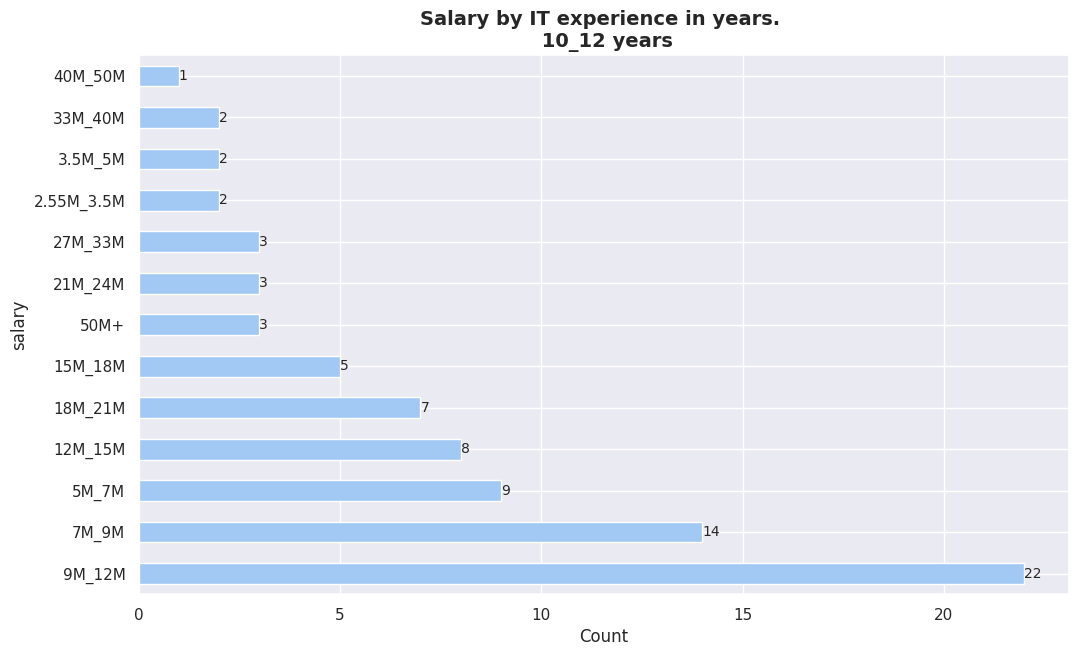 Salary by IT experience in years.
10_12 years
salary
40M_50M 1
33M_40M 2
3.5M_5M 2
2.55M_3.5M 2
27M_33M 3
21M_24M 3
50M+ 3
15M_18M 5
18M_21M 7
12M_15M 8
5M_7M 9
7M_9M 14
9M_12M 22
0 5 10 15 20
Count